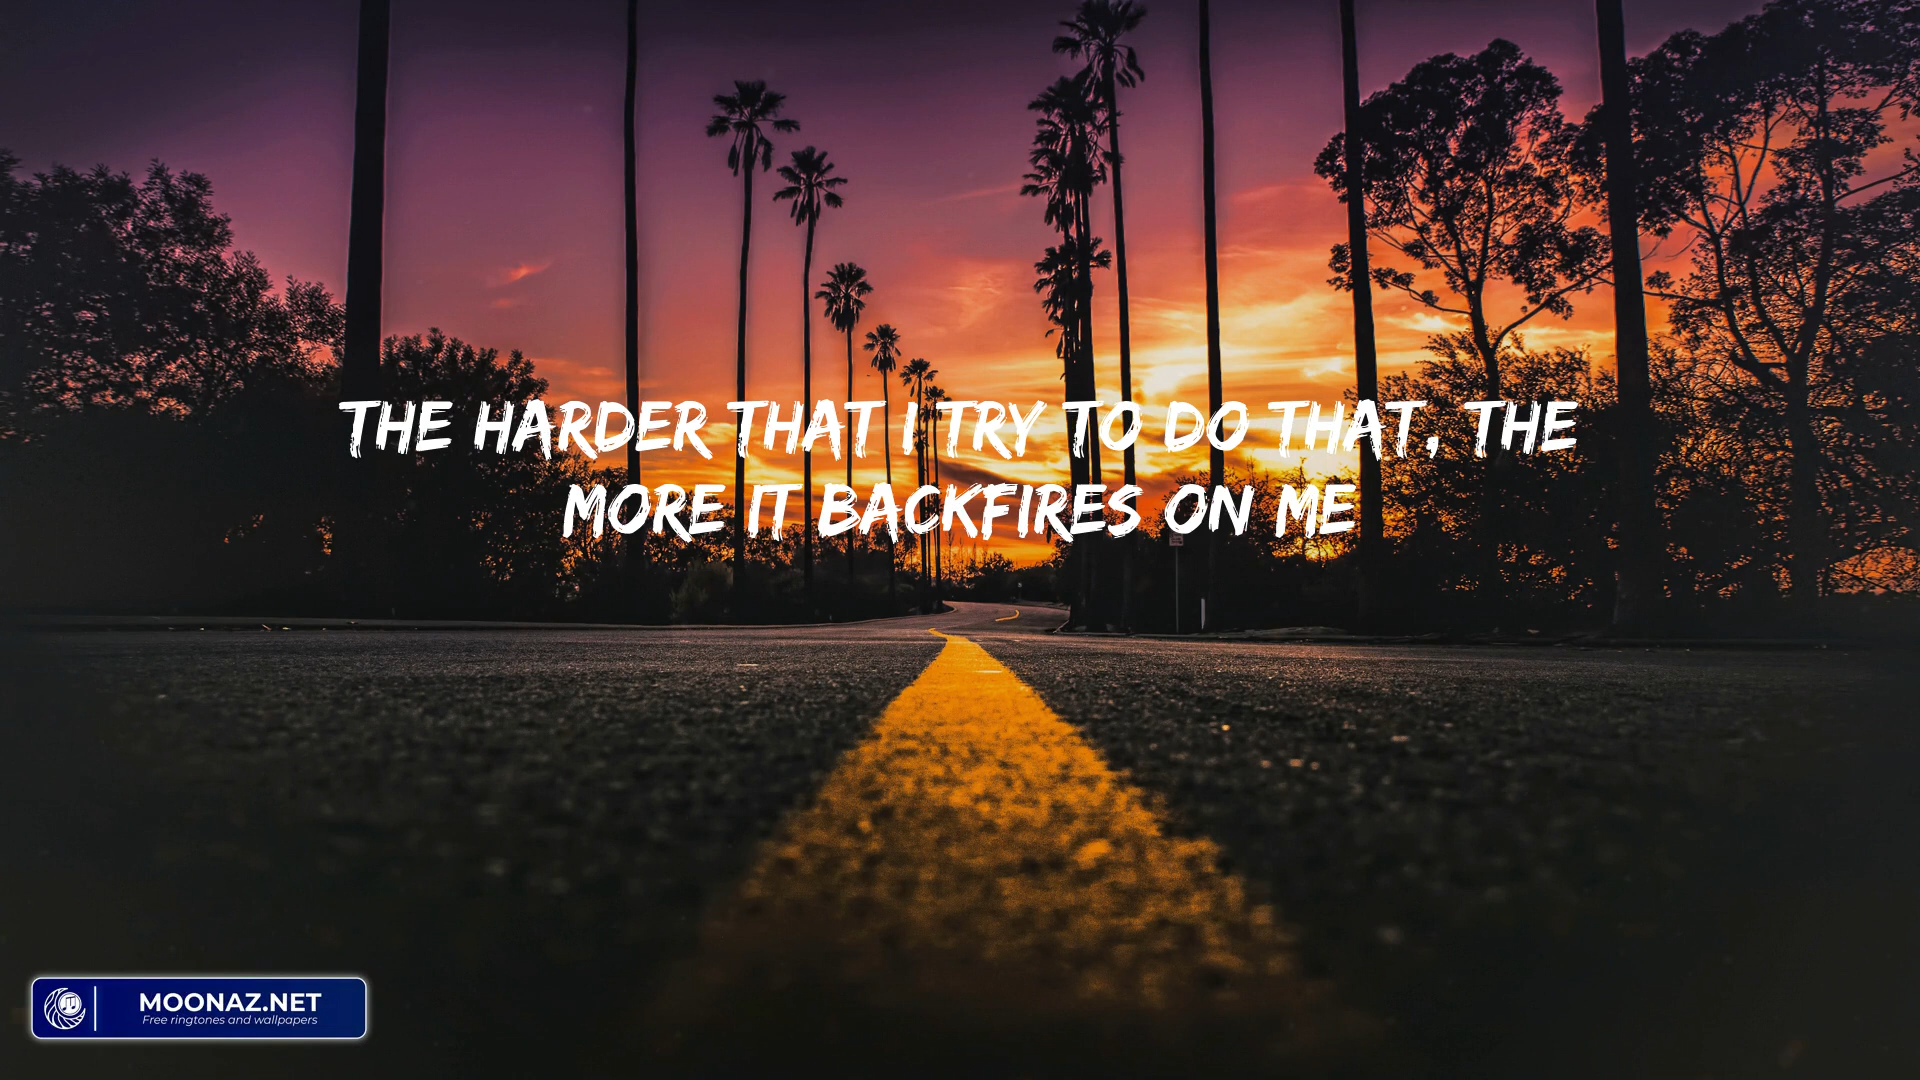 THE HARDER THAT I TRY TO DO THAT, THE
MORE IT BACKFIRES ON ME
MOONAZ.NET
Free ringtones and wallpapers